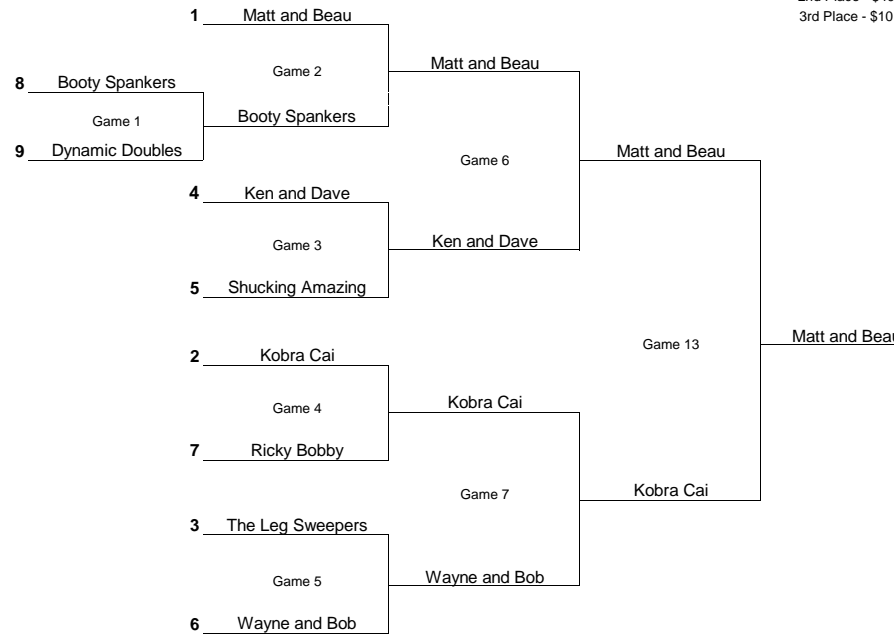 3rd Place - $10
1 Matt and Beau
Game 2
Matt and Beau
8 Booty Spankers
Game 1
Booty Spankers
9 Dynamic Doubles
Game 6
Matt and Beau
4 Ken and Dave
Game 3
Ken and Dave
5 Shucking Amazing
Game 13
Matt and Beau
2 Kobra Cai
Game 4
Kobra Cai
7 Ricky Bobby
Game 7
Kobra Cai
3 The Leg Sweepers
Game 5
Wayne and Bob
6 Wayne and Bob